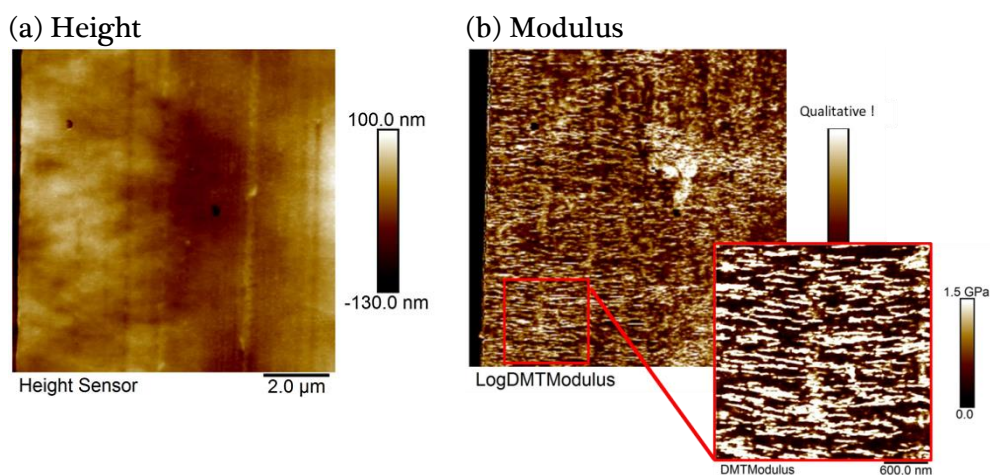 (a) Height
(b) Modulus
100.0 nm
-130.0 nm
Height Sensor
2.0 µm
Qualitative !
LogDMTModulus
1.5 GPa
0.0
DMTModulus
600.0 nm